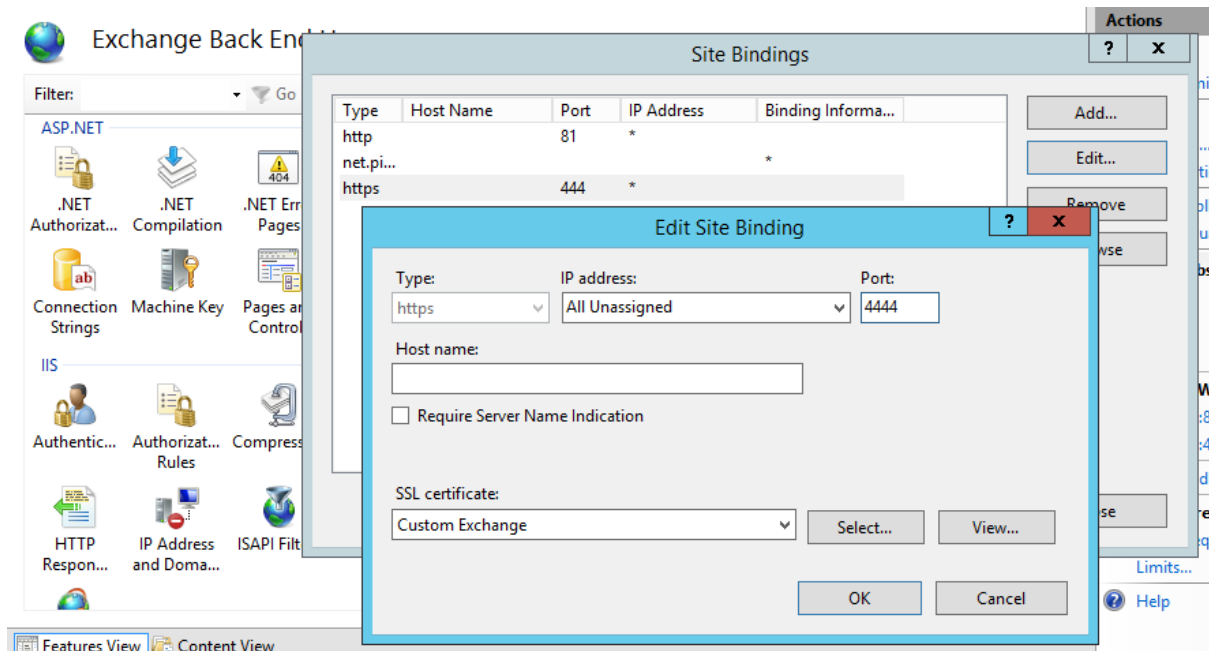 Actions
Exchange Back End
Site Bindings
?
x
Filter:
Go
Type Host Name Port IP Address Binding Informa...
http 81 *
net.pi... *
https 444 *
Add...
Edit...
Remove
ASP.NET
.NET Authorizat...
.NET Compilation
.NET Err
Pages
404
ab
Connection Strings
Machine Key
Pages an
Control
IIS
Authentic...
Authorizat... Rules
Compress
HTTP Respon...
IP Address and Doma...
ISAPI Filt
Edit Site Binding
?
x
Type: IP address: Port:
https All Unassigned 4444
Host name:
Require Server Name Indication
SSL certificate:
Custom Exchange Select... View...
OK Cancel
Limits...
Help
Features View Content View